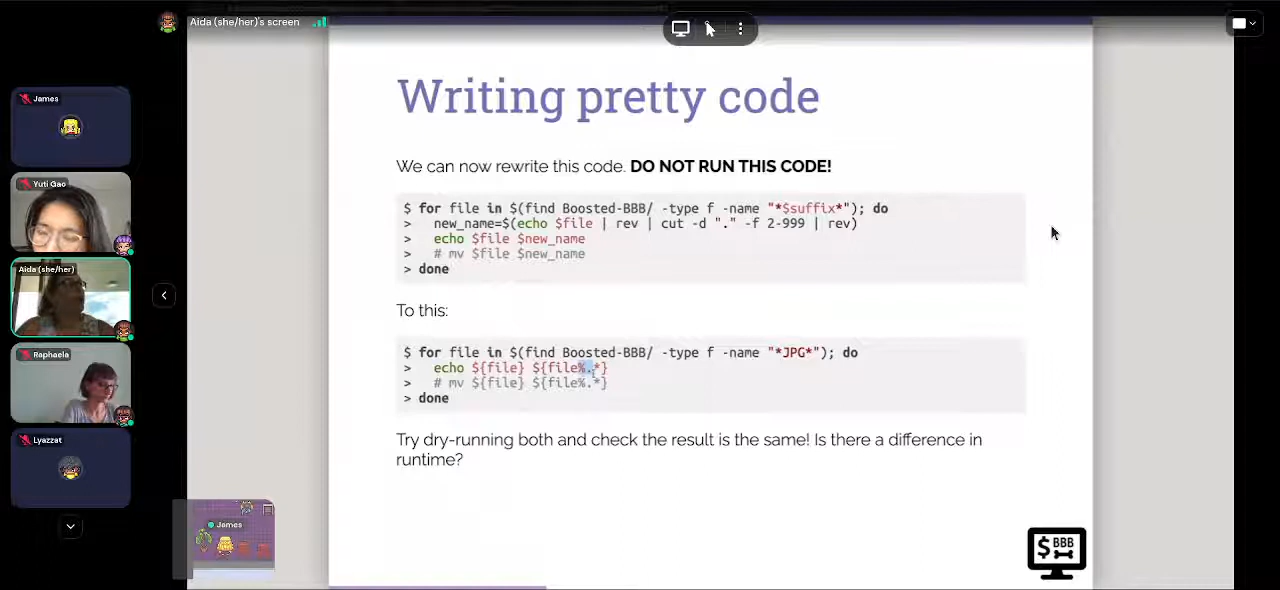 Aida (she/her)'s screen
James
Yuti Gao
Aida (she/her)
Raphaela
Lyazzat
Writing pretty code
We can now rewrite this code. DO NOT RUN THIS CODE!
$ for file in $(find Boosted-BBB/ -type f -name "*$suffix*"); do
> new_name=$(echo $file | rev | cut -d "." -f 2-999 | rev)
> echo $file $new_name
> # mv $file $new_name
> done
To this:
$ for file in $(find Boosted-BBB/ -type f -name "*JPG*"); do
> echo ${file} ${file%.*}
> # mv ${file} ${file%.*}
> done
Try dry-running both and check the result is the same! Is there a difference in
runtime?
James
$ BBB